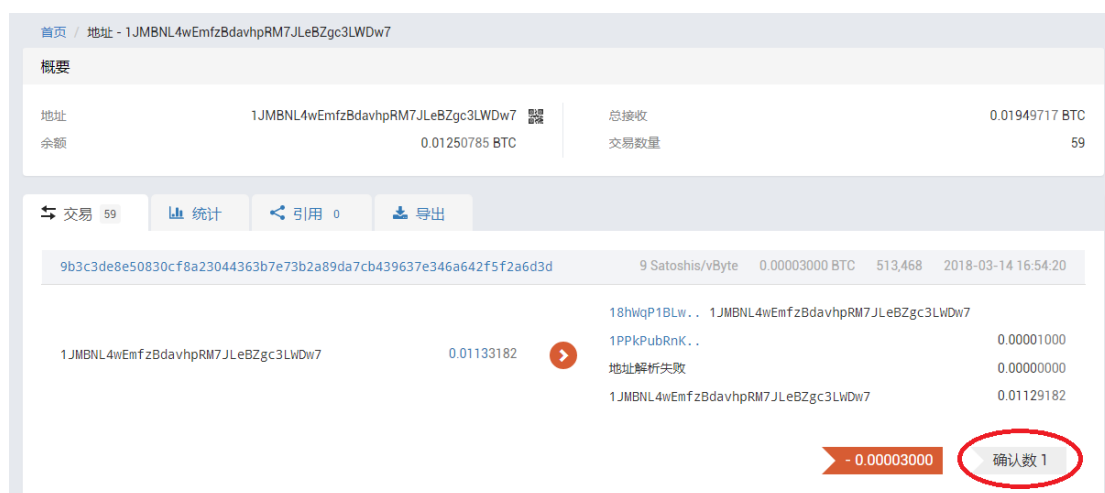 首页 / 地址 - 1JMBNL4wEmfzBdavhpRM7JLeBZgc3LWDw7
概要
地址 1JMBNL4wEmfzBdavhpRM7JLeBZgc3LWDw7 总接收 0.01949717 BTC
余额 0.01250785 BTC 交易数量 59
交易 59 统计 引用 0 导出
9b3c3de8e50830cf8a23044363b7e73b2a89da7cb439637e346a642f5f2a6d3d 9 Satoshis/vByte 0.00003000 BTC 513,468 2018-03-14 16:54:20
18hWqP1BLw.. 1JMBNL4wEmfzBdavhpRM7JLeBZgc3LWDw7
1PPkPubRnK.. 0.00001000
1JMBNL4wEmfzBdavhpRM7JLeBZgc3LWDw7 0.01133182
地址解析失败 0.00000000
1JMBNL4wEmfzBdavhpRM7JLeBZgc3LWDw7 0.01129182
- 0.00003000 确认数 1